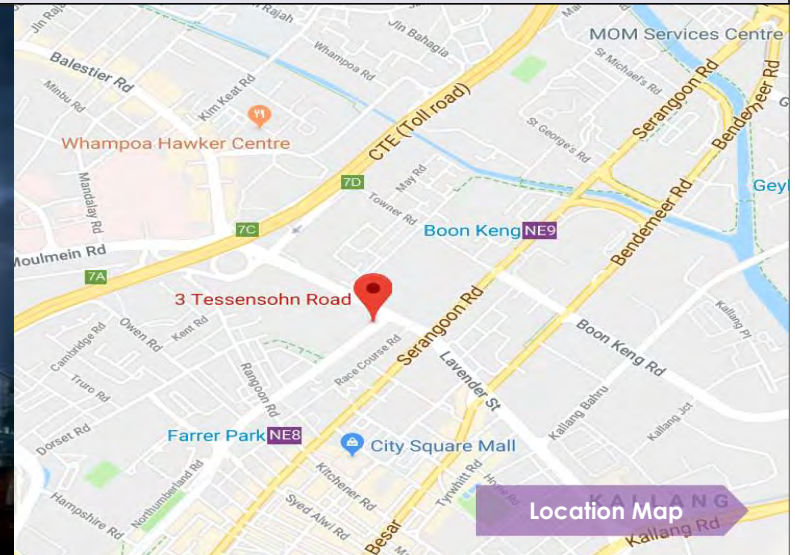 Jln Rajah
Jln Bahagia
MOM Services Centre
Balestier Rd
Whampoa Rd
St Michael's Rd
Minbu Rd
Kim Keat Rd
CTE (Toll road)
Serangoon Rd
Bendemeer Rd
Whampoa Hawker Centre
St George's Rd
Mandalay Rd
7D
May Rd
Towner Rd
Geyl
7C
Boon Keng NE9
Moulmein Rd
7A
Bendemeer Rd
3 Tessensohn Road
Owen Rd
Kent Rd
Cambridge Rd
Serangoon Rd
Boon Keng Rd
Kallang Pl
Race Course Rd
Truro Rd
Rangoon Rd
Lavender St
Kallang Bahru
Kallang Jct
Dorset Rd
Farrer Park NE8
City Square Mall
Northumberland Rd
Kitchener Rd
Tyrwhitt Rd
Hampshire Rd
Syed Alwi Rd
Besar
KALLANG
Location Map
Kallang Rd